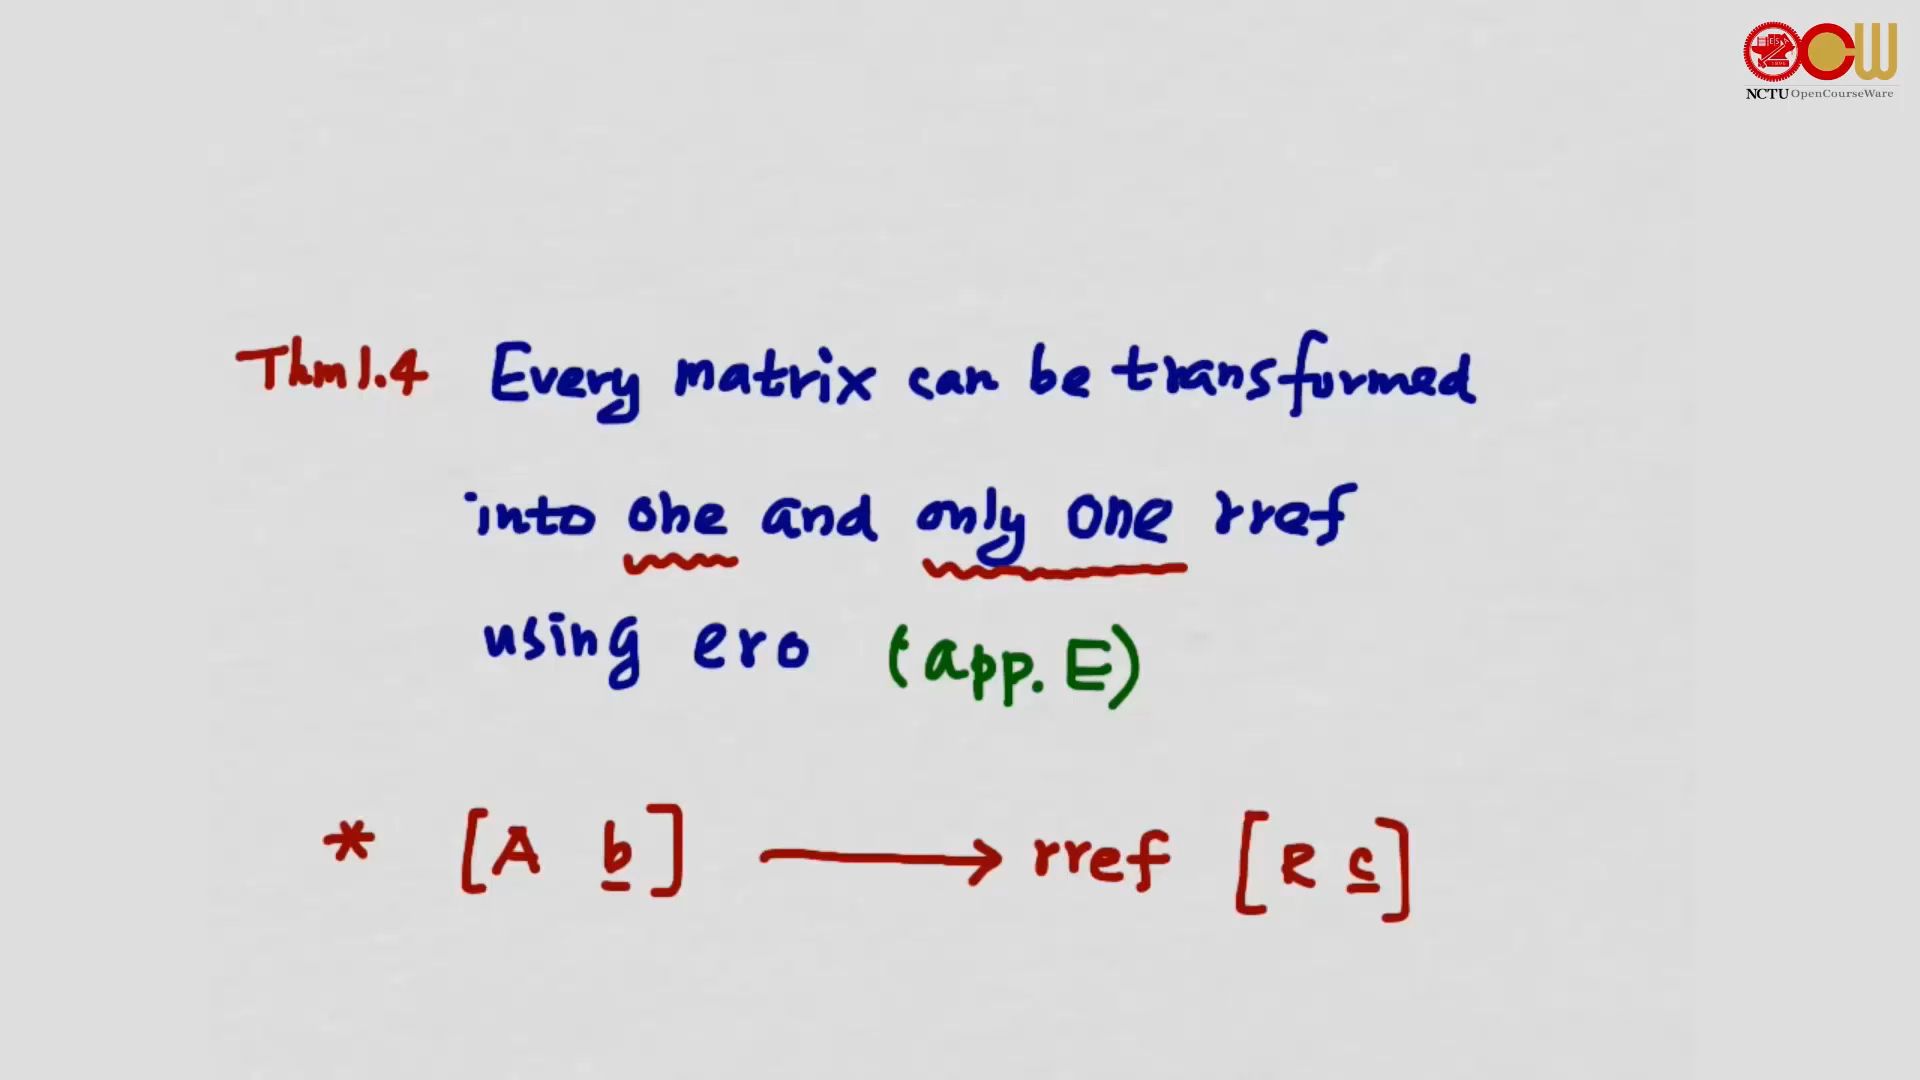 NCTU OpenCourseWare
Thm 1.4 Every matrix can be transformed
into one and only one rref
using ero (app. E)
* [A b] ⟶ rref [R c]